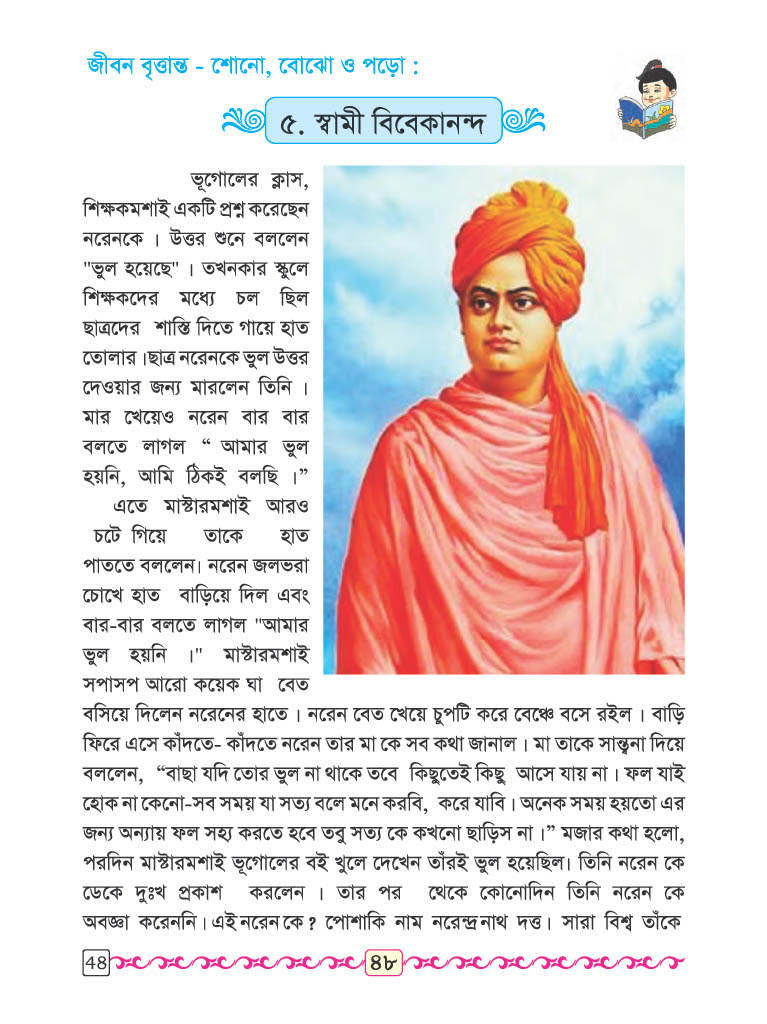 জীবন বৃত্তান্ত - শোনো, বোঝো ও পড়ো :
৫. স্বামী বিবেকানন্দ
ভূগোলের ক্লাস,
শিক্ষকমশাই একটি প্রশ্ন করেছেন
নরেনকে । উত্তর শুনে বললেন
"ভুল হয়েছে" । তখনকার স্কুলে
শিক্ষকদের মধ্যে চল ছিল
ছাত্রদের শাস্তি দিতে গায়ে হাত
তোলার ।ছাত্র নরেনকে ভুল উত্তর
দেওয়ার জন্য মারলেন তিনি ।
মার খেয়েও নরেন বার বার
বলতে লাগল “ আমার ভুল
হয়নি, আমি ঠিকই বলছি ।”
এতে মাস্টারমশাই আরও
চটে গিয়ে তাকে হাত
পাততে বললেন। নরেন জলভরা
চোখে হাত বাড়িয়ে দিল এবং
বার-বার বলতে লাগল "আমার
ভুল হয়নি ।" মাস্টারমশাই
সপাসপ আরো কয়েক ঘা বেত
বসিয়ে দিলেন নরেনের হাতে । নরেন বেত খেয়ে চুপটি করে বেঞ্চে বসে রইল । বাড়ি
ফিরে এসে কাঁদতে- কাঁদতে নরেন তার মা কে সব কথা জানাল । মা তাকে সান্ত্বনা দিয়ে
বললেন, “বাছা যদি তোর ভুল না থাকে তবে কিছুতেই কিছু আসে যায় না । ফল যাই
হোক না কেনো-সব সময় যা সত্য বলে মনে করবি, করে যাবি । অনেক সময় হয়তো এর
জন্য অন্যায় ফল সহ্য করতে হবে তবু সত্য কে কখনো ছাড়িস না ।” মজার কথা হলো,
পরদিন মাস্টারমশাই ভূগোলের বই খুলে দেখেন তাঁরই ভুল হয়েছিল। তিনি নরেন কে
ডেকে দুঃখ প্রকাশ করলেন । তার পর থেকে কোনোদিন তিনি নরেন কে
অবজ্ঞা করেননি । এই নরেন কে ? পোশাকি নাম নরেন্দ্রনাথ দত্ত । সারা বিশ্ব তাঁকে
48
৪৮